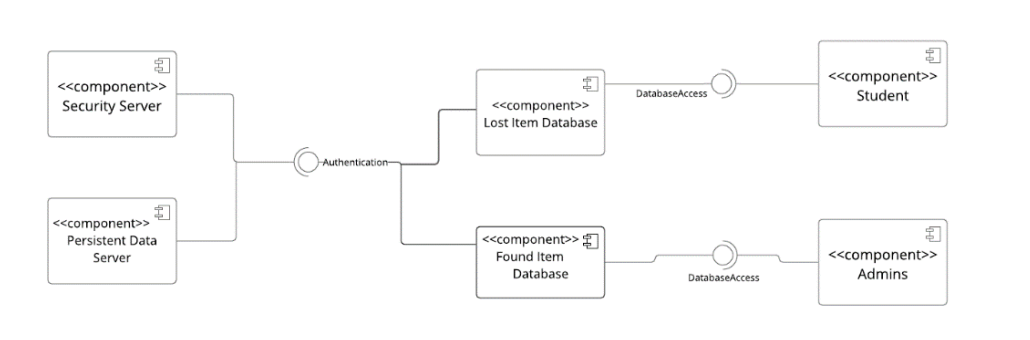 <<component>>
Security Server
<<component>>
Persistent Data
Server
Authentication
<<component>>
Lost Item Database
<<component>>
Found Item
Database
DatabaseAccess
DatabaseAccess
<<component>>
Student
<<component>>
Admins